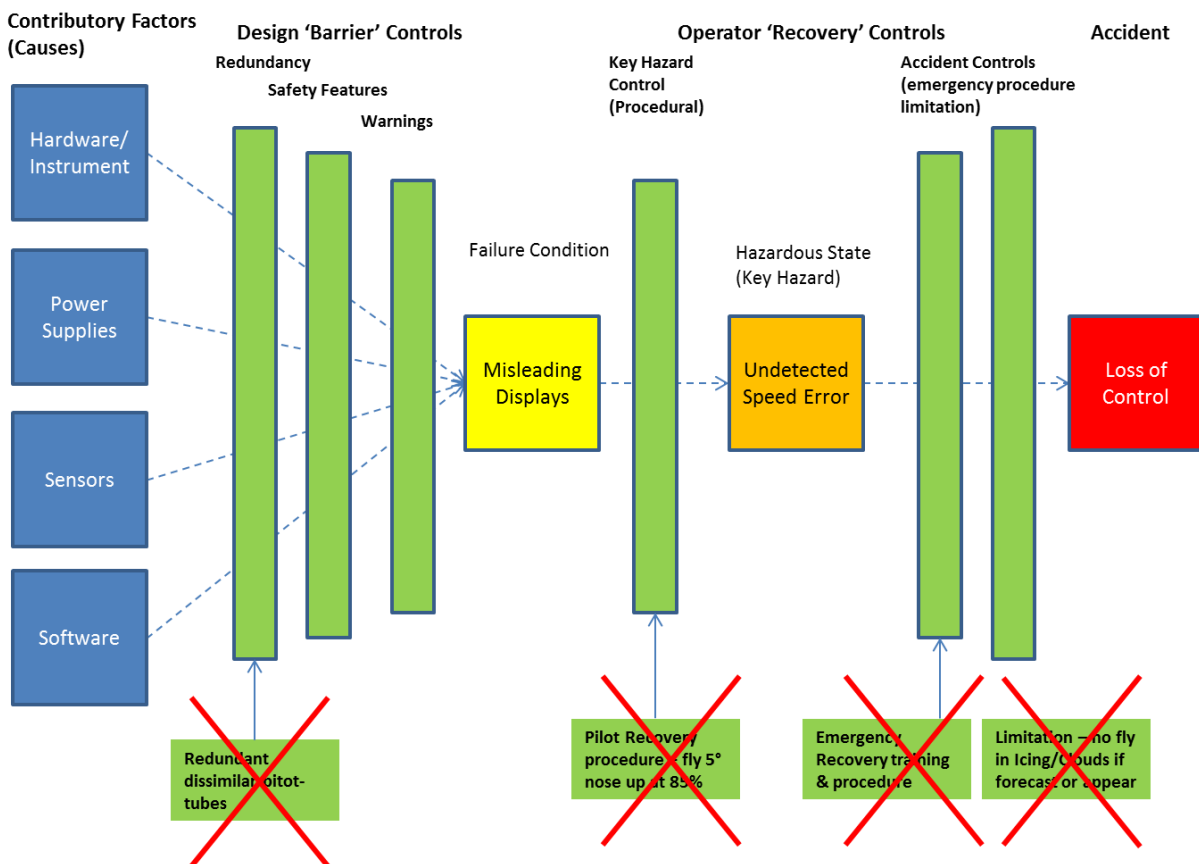 Contributory Factors
(Causes)
Design ‘Barrier’ Controls
Operator ‘Recovery’ Controls
Accident
Redundancy
Safety Features
Warnings
Key Hazard
Control
(Procedural)
Accident Controls
(emergency procedure
limitation)
Hardware/
Instrument
Power
Supplies
Sensors
Software
Failure Condition
Misleading
Displays
Hazardous State
(Key Hazard)
Undetected
Speed Error
Loss of
Control
Redundant
dissimilar pitot-
tubes
Pilot Recovery
procedure – fly 5°
nose up at 85%
Emergency
Recovery training
& procedure
Limitation – no fly
in Icing/Clouds if
forecast or appear